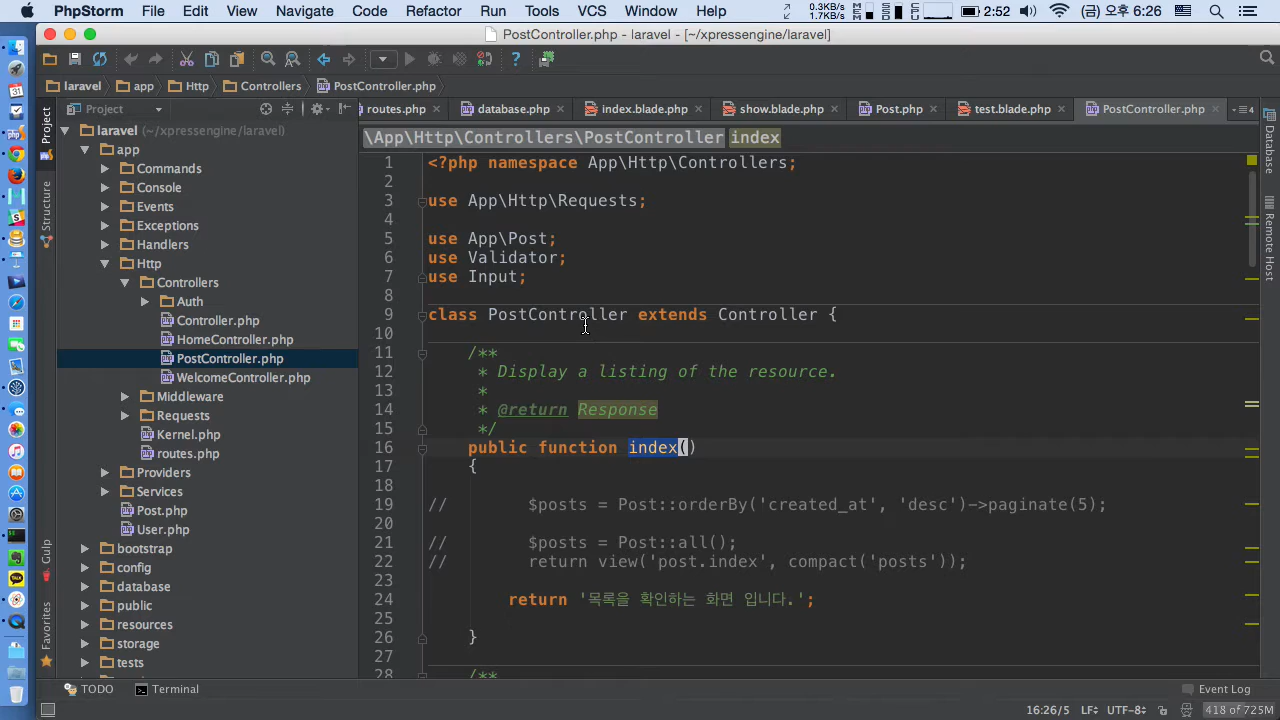 PhpStorm File Edit View Navigate Code Refactor Run Tools VCS Window Help 0.3KB/s 1.7KB/s 2:52 (금) 오후 6:26
PostController.php - laravel - [~/xpressengine/laravel]
laravel app Http Controllers PostController.php
Project
routes.php database.php index.blade.php show.blade.php Post.php test.blade.php PostController.php
\App\Http\Controllers\PostController index
Project
Structure
Gulp
Favorites
laravel (~/xpressengine/laravel)
app
Commands
Console
Events
Exceptions
Handlers
Http
Controllers
Auth
Controller.php
HomeController.php
PostController.php
WelcomeController.php
Middleware
Requests
Kernel.php
routes.php
Providers
Services
Post.php
User.php
bootstrap
config
database
public
resources
storage
tests
1 <?php namespace App\Http\Controllers;
2
3 use App\Http\Requests;
4
5 use App\Post;
6 use Validator;
7 use Input;
8
9 class PostController extends Controller {
10
11 /**
12 * Display a listing of the resource.
13 *
14 * @return Response
15 */
16 public function index()
17 {
18
19 // $posts = Post::orderBy('created_at', 'desc')->paginate(5);
20
21 // $posts = Post::all();
22 // return view('post.index', compact('posts'));
23
24 return '목록을 확인하는 화면 입니다.';
25
26 }
27
28 /**
Database
Remote Host
TODO Terminal Event Log
16:26/5 LF÷ UTF-8÷ 418 of 725M